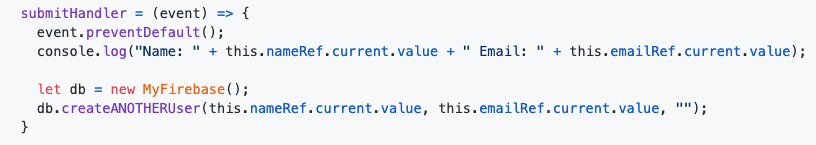 submitHandler = (event) => {
  event.preventDefault();
  console.log("Name: " + this.nameRef.current.value + " Email: " + this.emailRef.current.value);

  let db = new MyFirebase();
  db.createANOTHERUser(this.nameRef.current.value, this.emailRef.current.value, "");
}